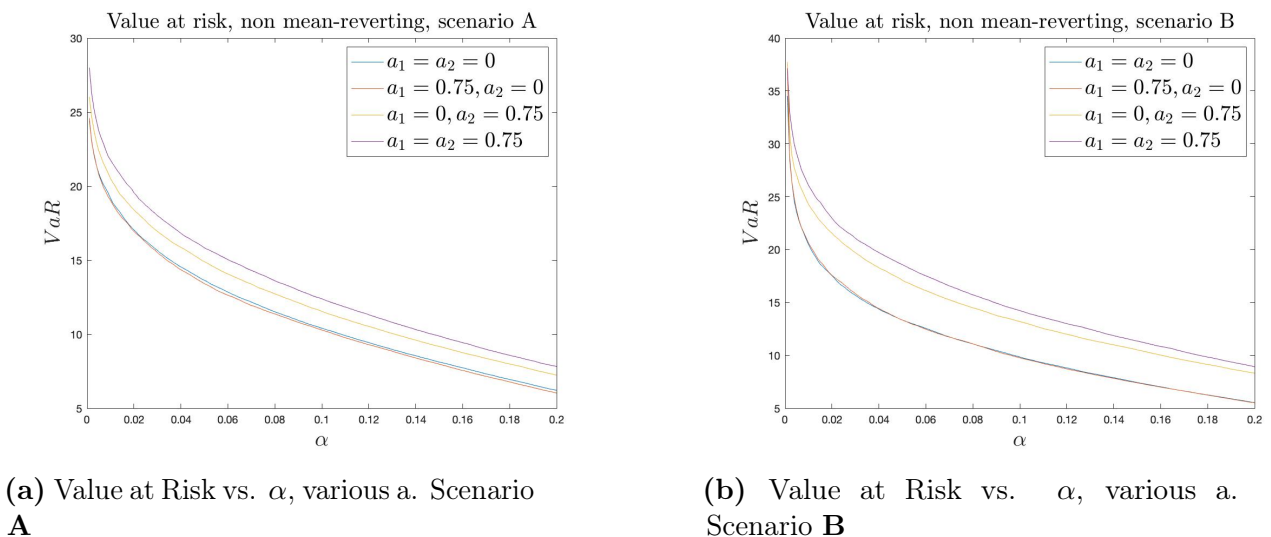 Value at risk, non mean-reverting, scenario A
30
25
20
15
10
5
VaR
0
0.02
0.04
0.06
0.08
0.1
0.12
0.14
0.16
0.18
0.2
α
a₁ = a₂ = 0
a₁ = 0.75, a₂ = 0
a₁ = 0, a₂ = 0.75
a₁ = a₂ = 0.75
(a) Value at Risk vs. α, various a. Scenario
A
Value at risk, non mean-reverting, scenario B
40
35
30
25
20
15
10
5
VaR
0
0.02
0.04
0.06
0.08
0.1
0.12
0.14
0.16
0.18
0.2
α
a₁ = a₂ = 0
a₁ = 0.75, a₂ = 0
a₁ = 0, a₂ = 0.75
a₁ = a₂ = 0.75
(b) Value at Risk vs. α, various a.
Scenario B